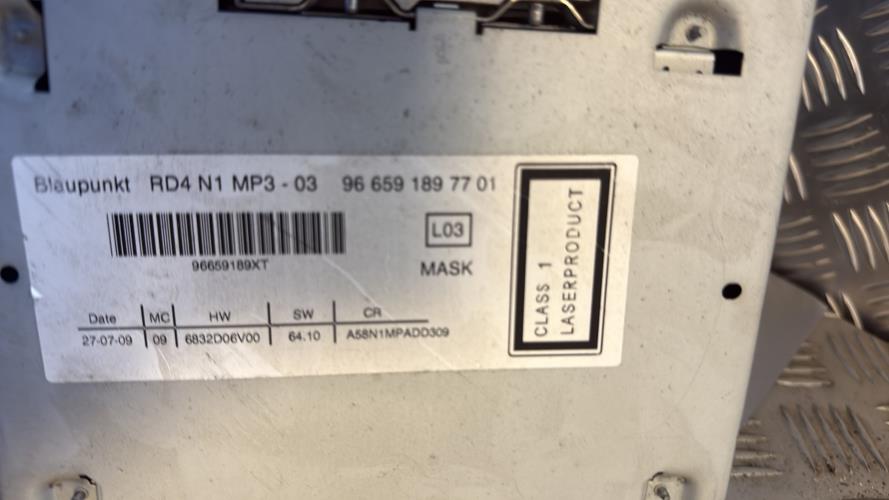 Blaupunkt RD4 N1 MP3 - 03 96 659 189 77 01
96659189XT
L03
MASK
Date MC HW SW CR
27-07-09 09 6832D06V00 64.10 A58N1MPADD309
CLASS 1
LASERPRODUCT